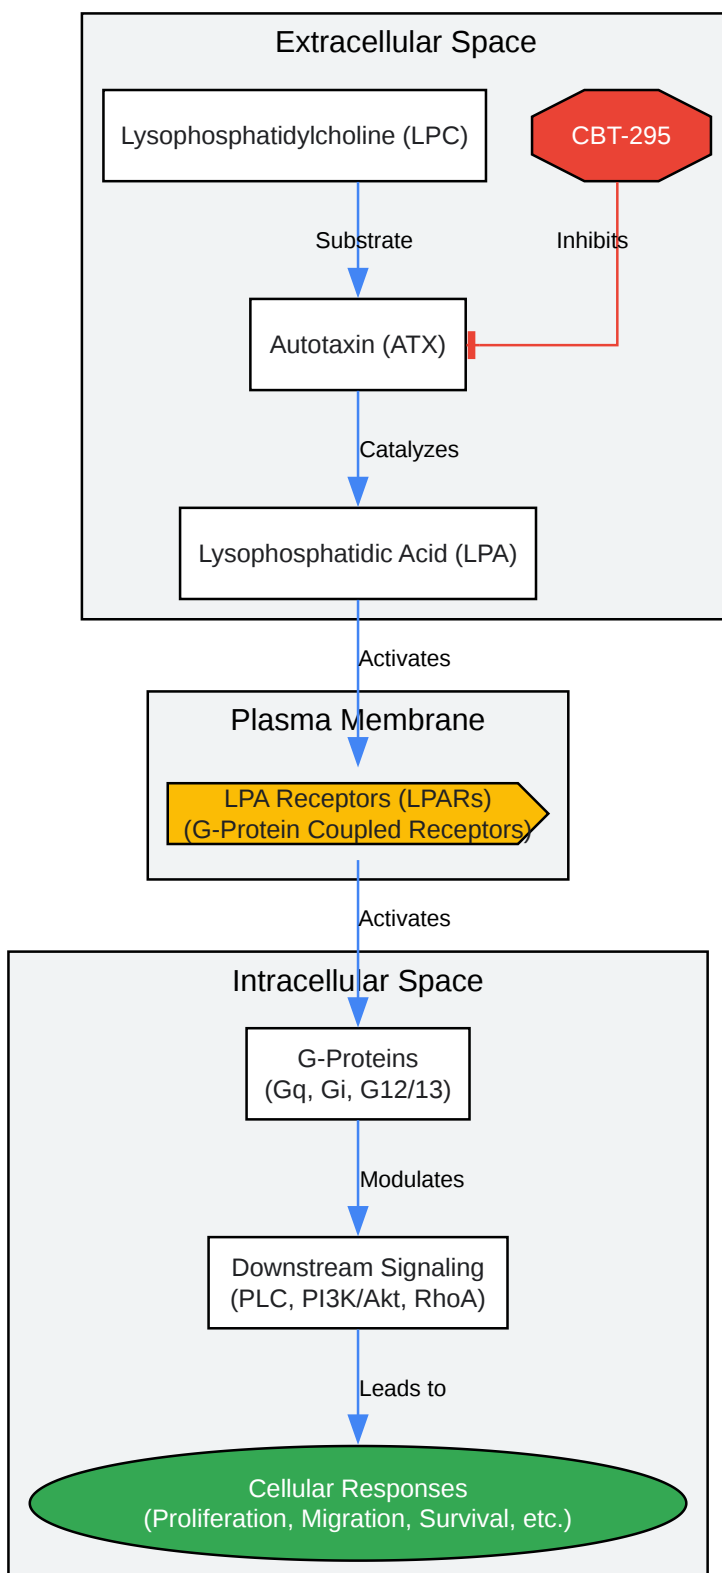 Extracellular Space
Lysophosphatidylcholine (LPC)
CBT-295
Substrate
Inhibits
Autotaxin (ATX)
Catalyzes
Lysophosphatidic Acid (LPA)
Activates
Plasma Membrane
LPA Receptors (LPARs)
(G-Protein Coupled Receptors)
Activates
Intracellular Space
G-Proteins
(Gq, Gi, G12/13)
Modulates
Downstream Signaling
(PLC, PI3K/Akt, RhoA)
Leads to
Cellular Responses
(Proliferation, Migration, Survival, etc.)